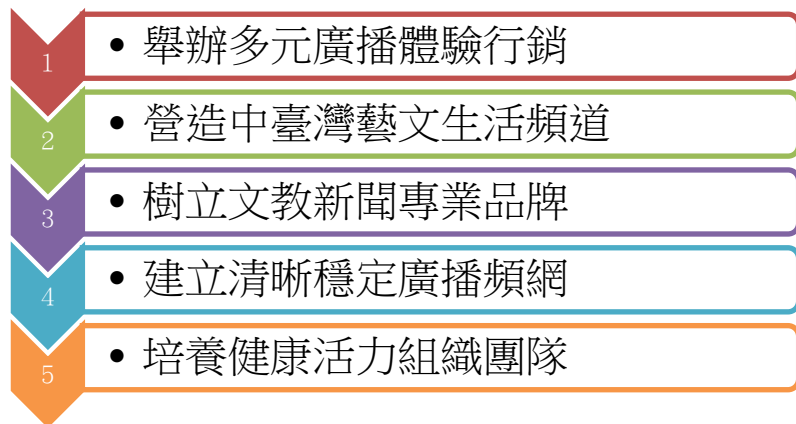 1 • 舉辦多元廣播體驗行銷
2 • 營造中臺灣藝文生活頻道
3 • 樹立文教新聞專業品牌
4 • 建立清晰穩定廣播頻網
5 • 培養健康活力組織團隊